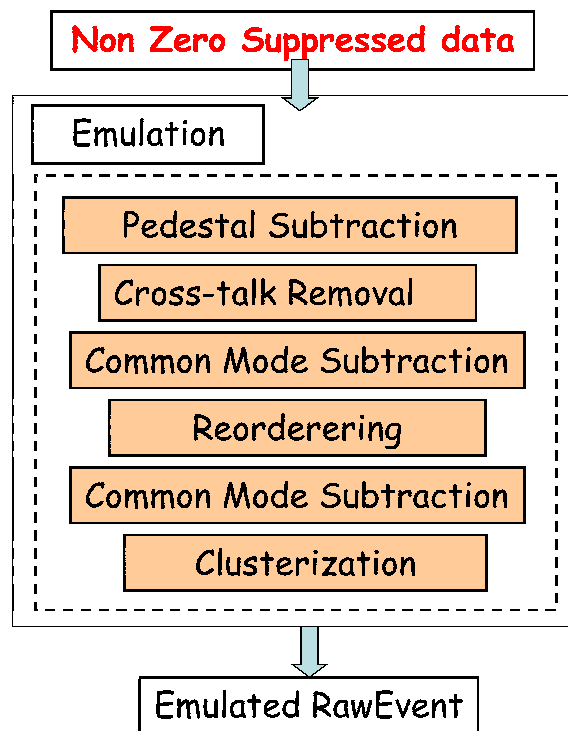 Non Zero Suppressed data
Emulation
Pedestal Subtraction
Cross-talk Removal
Common Mode Subtraction
Reorderering
Common Mode Subtraction
Clusterization
Emulated RawEvent